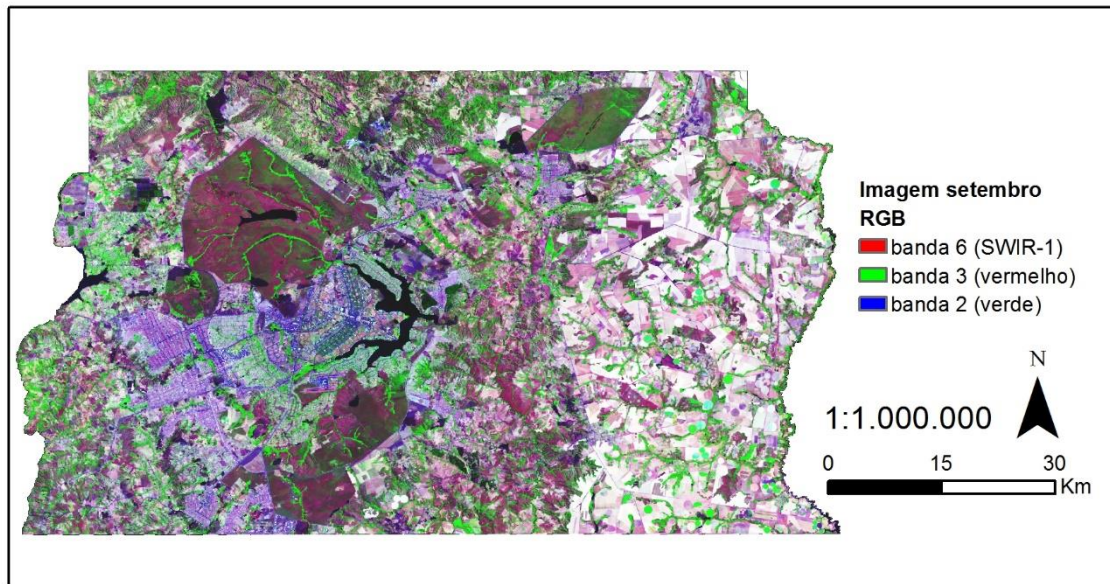 Imagem setembro
RGB
banda 6 (SWIR-1)
banda 3 (vermelho)
banda 2 (verde)
N
1:1.000.000
0 15 30
Km